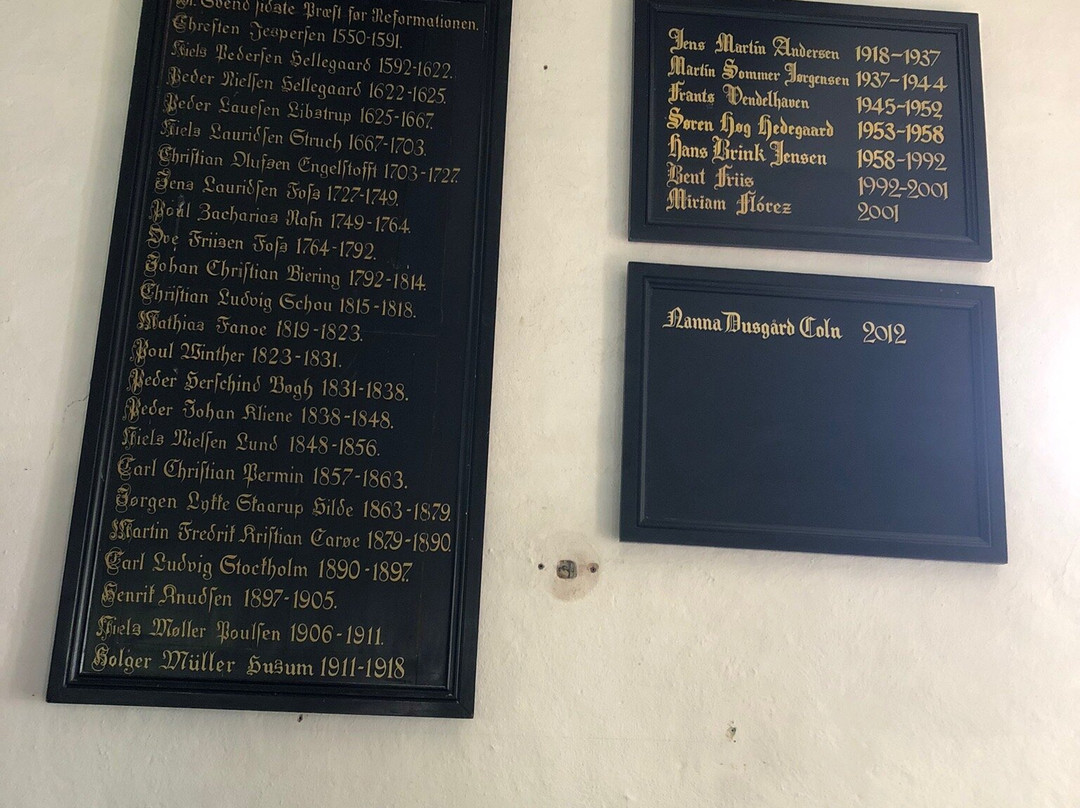 Hr. Svend sidste Præst før Reformationen.
Chresten Jespersen 1550-1591.
Niels Pedersen Hellegaard 1592-1622.
Peder Nielsen Hellegaard 1622-1625.
Peder Lauesen Libstrup 1625-1667.
Niels Lauridsen Struch 1667-1703.
Christian Olufsen Engelstofft 1703-1727.
Jens Lauridsen Foss 1727-1749.
Poul Zacharias Rafn 1749-1764.
Ove Friisen Foss 1764-1792.
Johan Christian Biering 1792-1814.
Christian Ludvig Schou 1815-1818.
Mathias Fanoe 1819-1823.
Poul Winther 1823-1831.
Peder Herschind Bøgh 1831-1838.
Peder Johan Kliene 1838-1848.
Niels Nielsen Lund 1848-1856.
Carl Christian Permin 1857-1863.
Jørgen Lykke Skaarup Hilde 1863-1879.
Martin Fredrik Kristian Carøe 1879-1890.
Carl Ludvig Stockholm 1890-1897.
Henrik Knudsen 1897-1905.
Niels Møller Poulsen 1906-1911.
Holger Müller Husum 1911-1918
Jens Martin Andersen 1918-1937
Martin Sommer Jørgensen 1937-1944
Frants Vendelhaven 1945-1952
Søren Høg Hedegaard 1953-1958
Hans Brink Jensen 1958-1992
Bent Friis 1992-2001
Miriam Flórez 2001
Nanna Dusgård Coln 2012